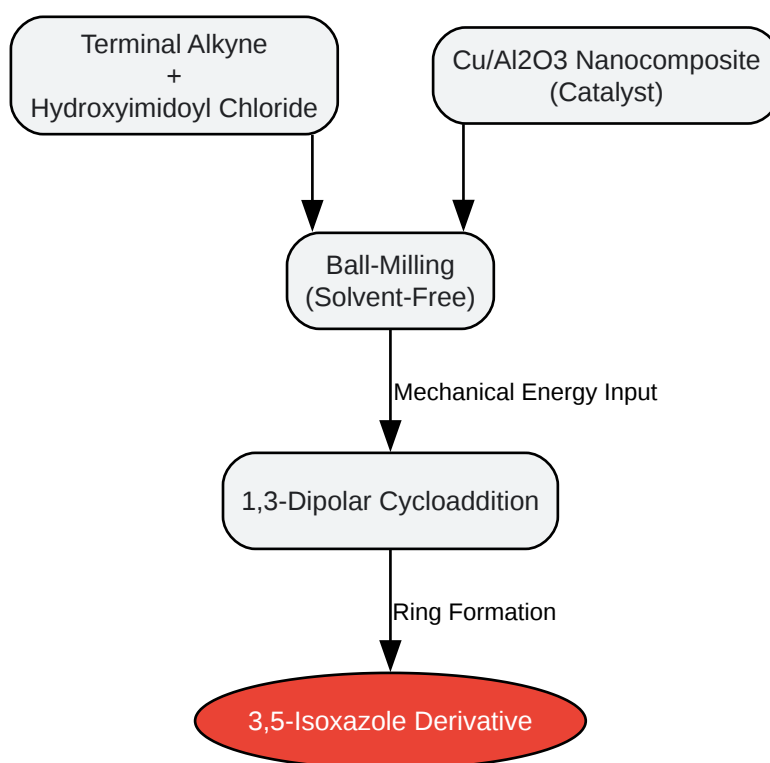 Terminal Alkyne
+
Hydroxyimidoyl Chloride
Cu/Al2O3 Nanocomposite
(Catalyst)
Ball-Milling
(Solvent-Free)
Mechanical Energy Input
1,3-Dipolar Cycloaddition
Ring Formation
3,5-Isoxazole Derivative